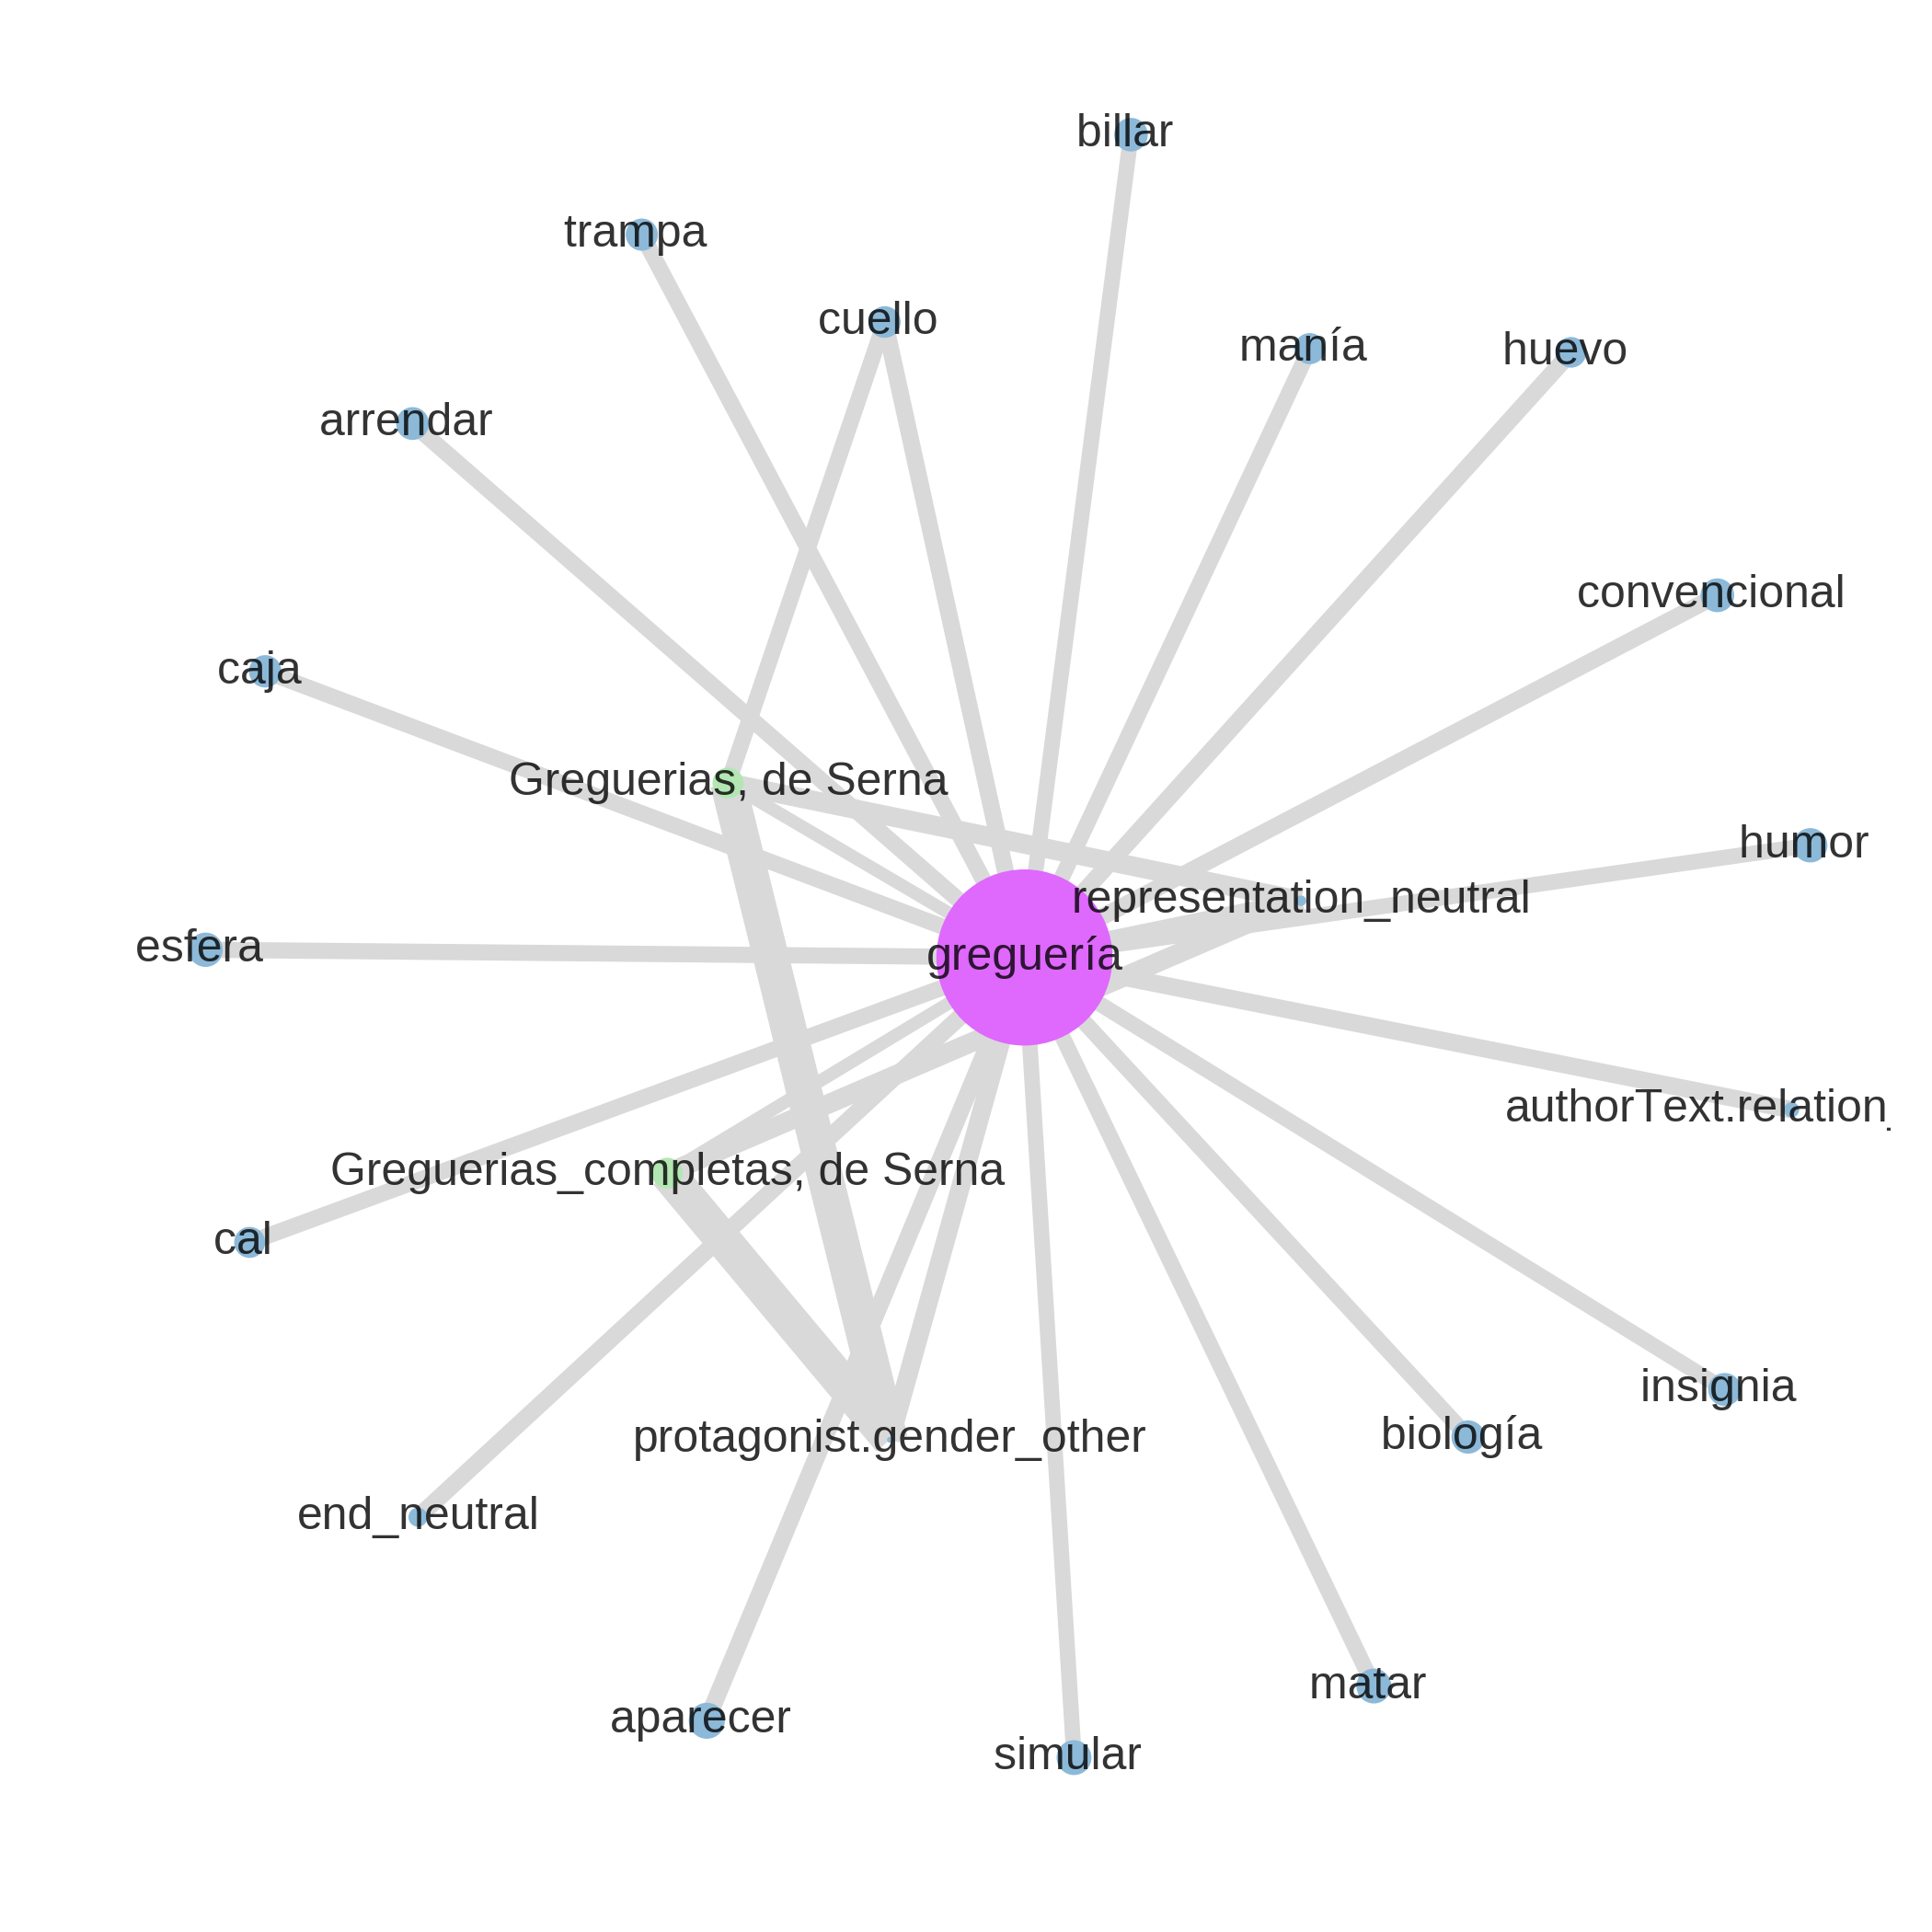 billar
trampa
cuello
manía
huevo
arrendar
convencional
caja
Greguerias, de Serna
humor
representation_neutral
esfera
greguería
authorText.relation_
Greguerias_completas, de Serna
cal
insignia
biología
protagonist.gender_other
end_neutral
matar
aparecer
simular